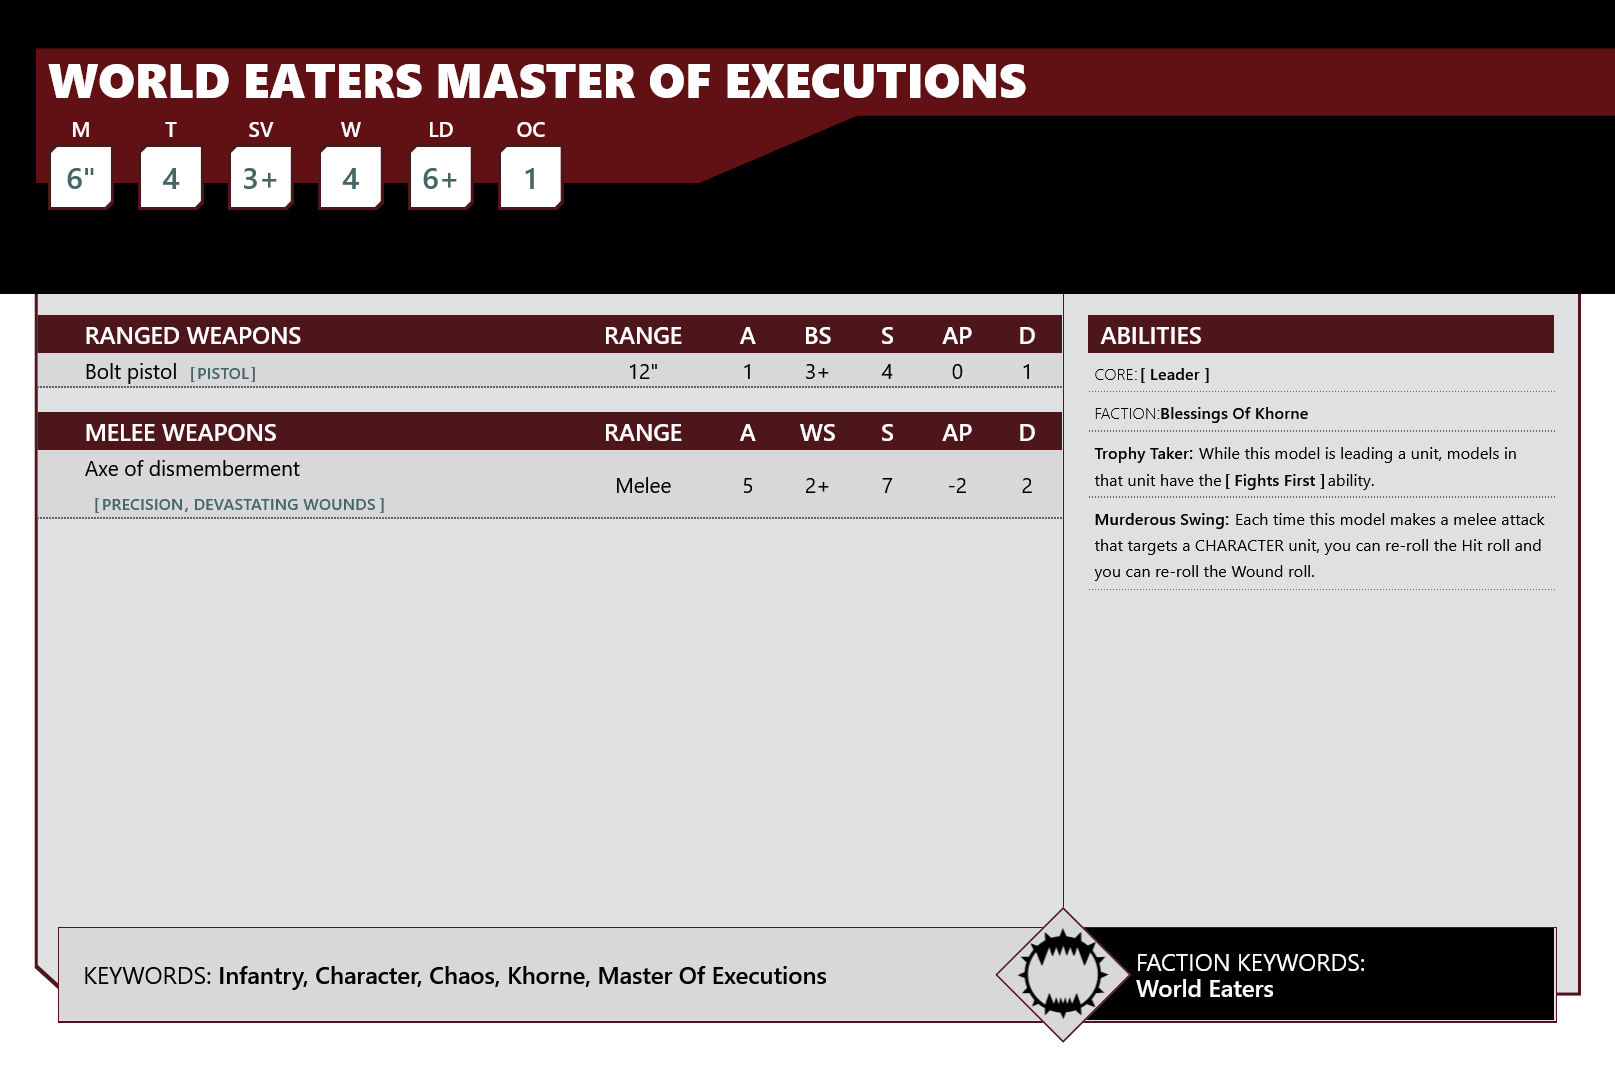 WORLD EATERS MASTER OF EXECUTIONS
M T SV W LD OC
6" 4 3+ 4 6+ 1
RANGED WEAPONS RANGE A BS S AP D
Bolt pistol [PISTOL] 12" 1 3+ 4 0 1
MELEE WEAPONS RANGE A WS S AP D
Axe of dismemberment
[PRECISION, DEVASTATING WOUNDS ] Melee 5 2+ 7 -2 2
ABILITIES
CORE: [ Leader ]
FACTION:Blessings Of Khorne
Trophy Taker: While this model is leading a unit, models in
that unit have the [ Fights First ] ability.
Murderous Swing: Each time this model makes a melee attack
that targets a CHARACTER unit, you can re-roll the Hit roll and
you can re-roll the Wound roll.
KEYWORDS: Infantry, Character, Chaos, Khorne, Master Of Executions
FACTION KEYWORDS:
World Eaters